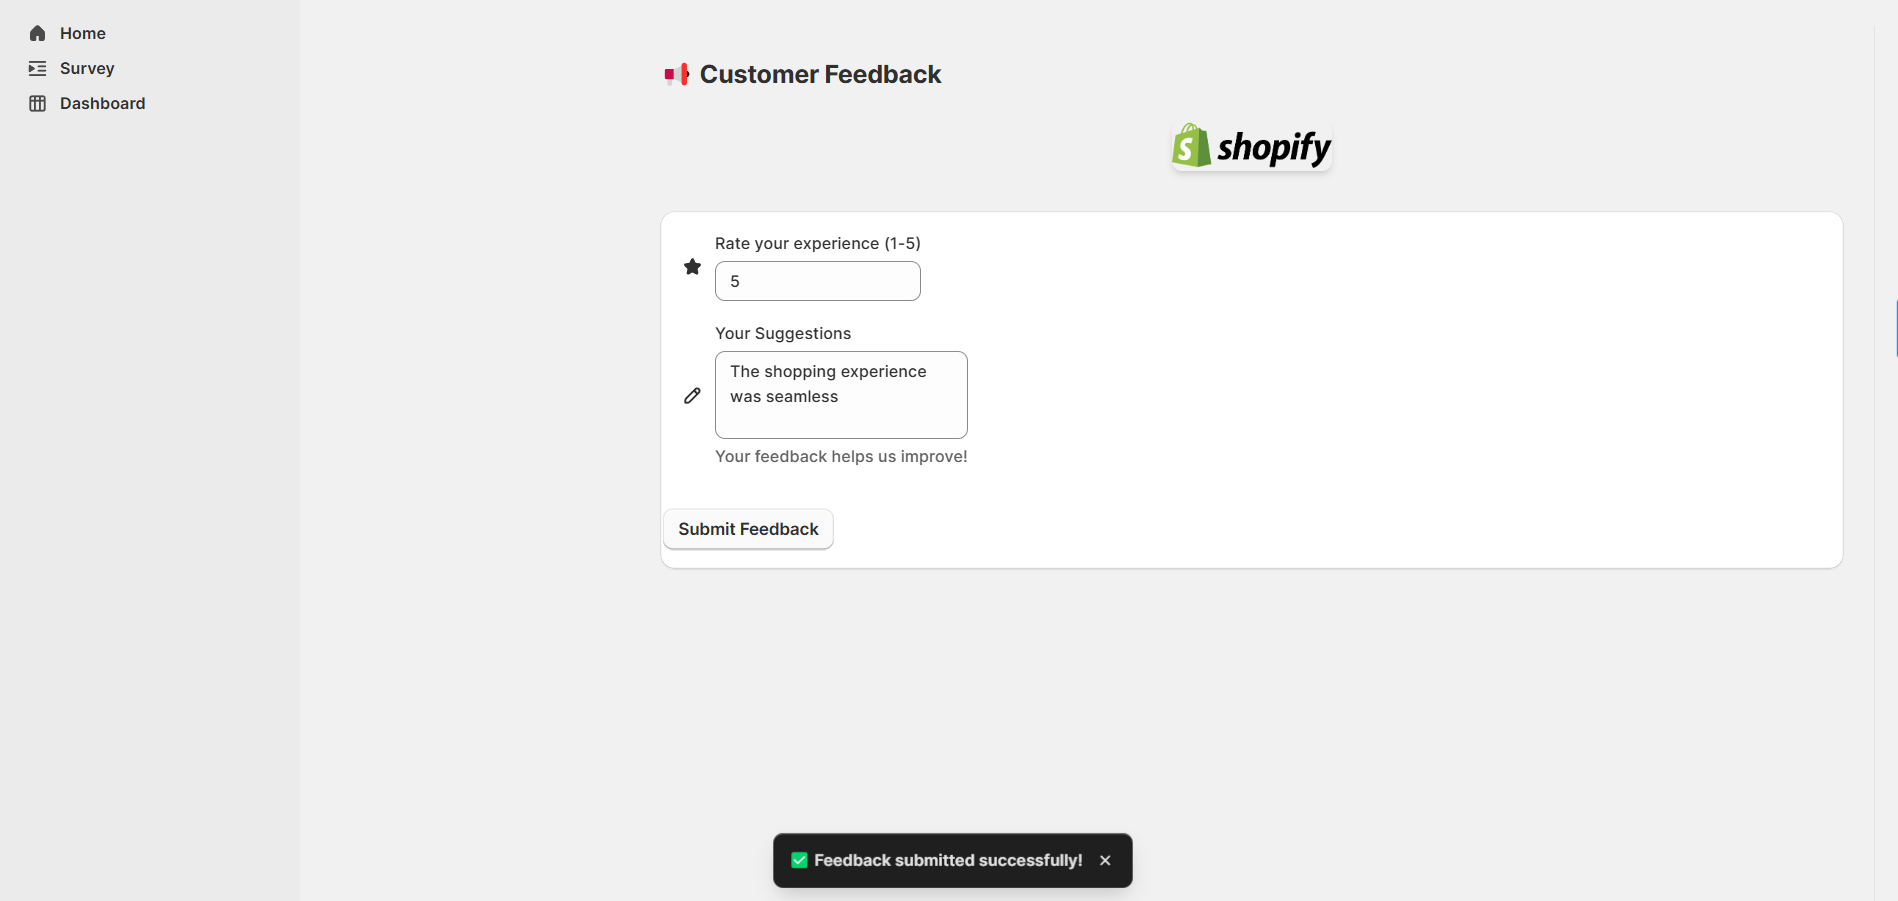 Home
Survey
Dashboard
Customer Feedback
shopify
Rate your experience (1-5)
5
Your Suggestions
The shopping experience
was seamless
Your feedback helps us improve!
Submit Feedback
Feedback submitted successfully!